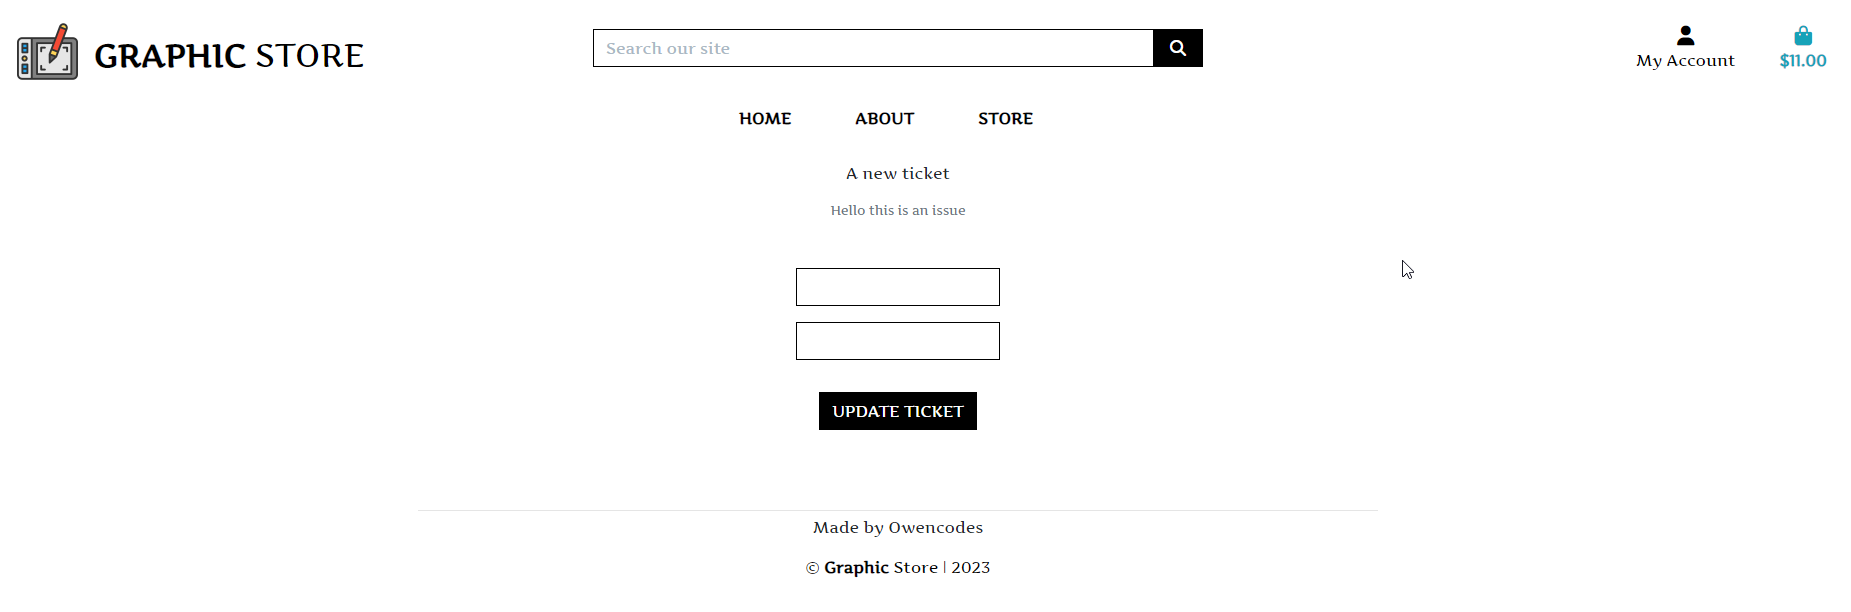 GRAPHIC STORE
Search our site
My Account
$11.00
HOME ABOUT STORE
A new ticket
Hello this is an issue
UPDATE TICKET
Made by Owencodes
© Graphic Store | 2023